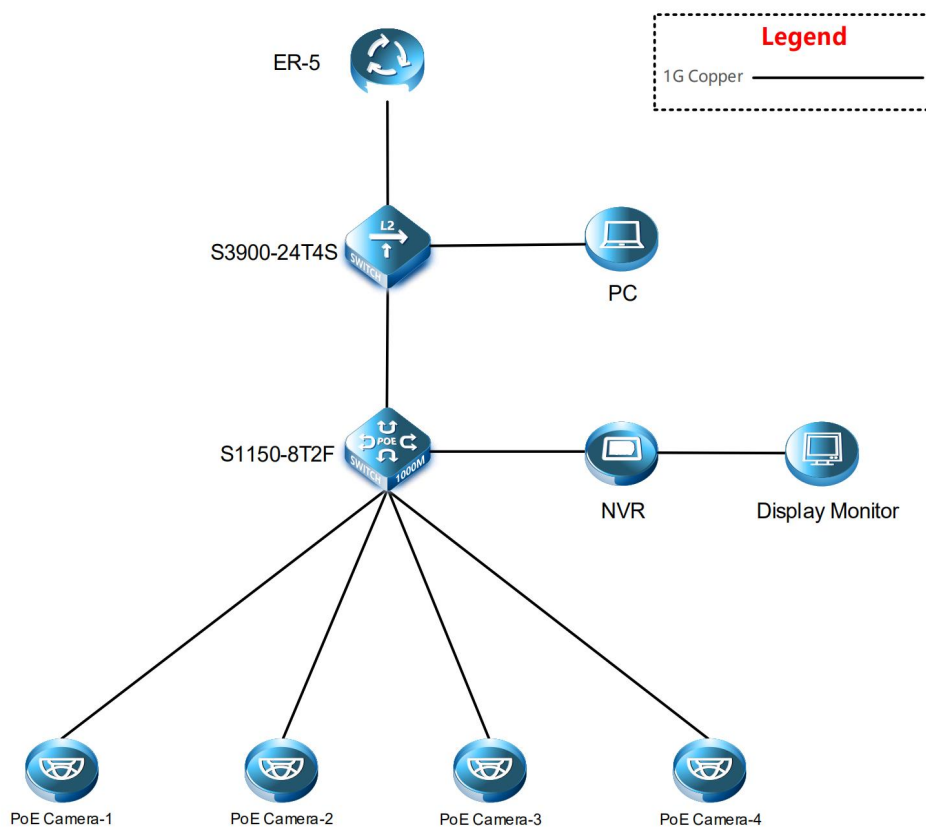 Legend
1G Copper
ER-5
L2
SWITCH
S3900-24T4S
PC
POE
SWITCH
1000M
S1150-8T2F
NVR
Display Monitor
PoE Camera-1
PoE Camera-2
PoE Camera-3
PoE Camera-4